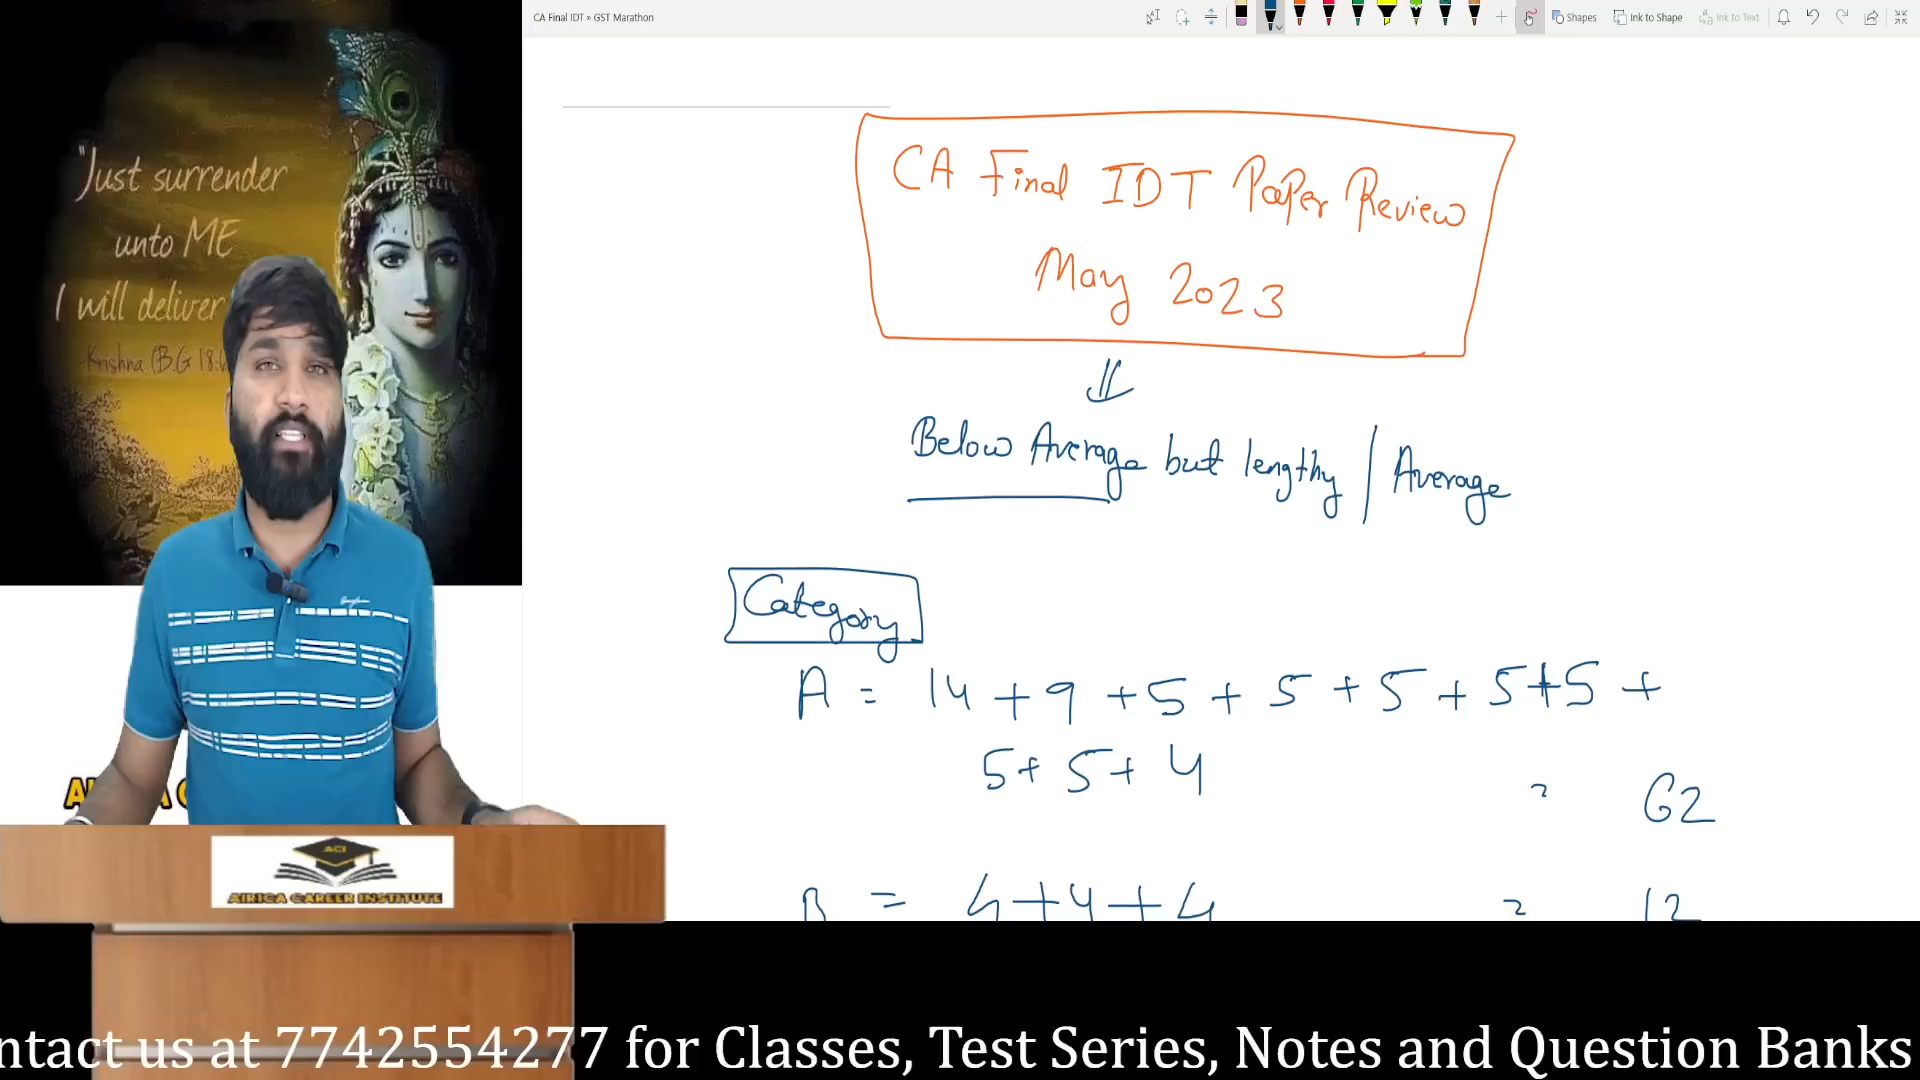 CA Final IDT » GST Marathon
Shapes
Ink to Shape
Ink to Text
"Just surrender
unto ME
I will deliver
Krishna (B.G 18:
CA Final IDT Paper Review
May 2023
Below Average but lengthy / Average
Category
A = 14 + 9 + 5 + 5 + 5 + 5 + 5 +
5 + 5 + 4 = 62
B = 4 + 4 + 4 = 12
ACI
AIRICA CAREER INSTITUTE
ntact us at 7742554277 for Classes, Test Series, Notes and Question Banks